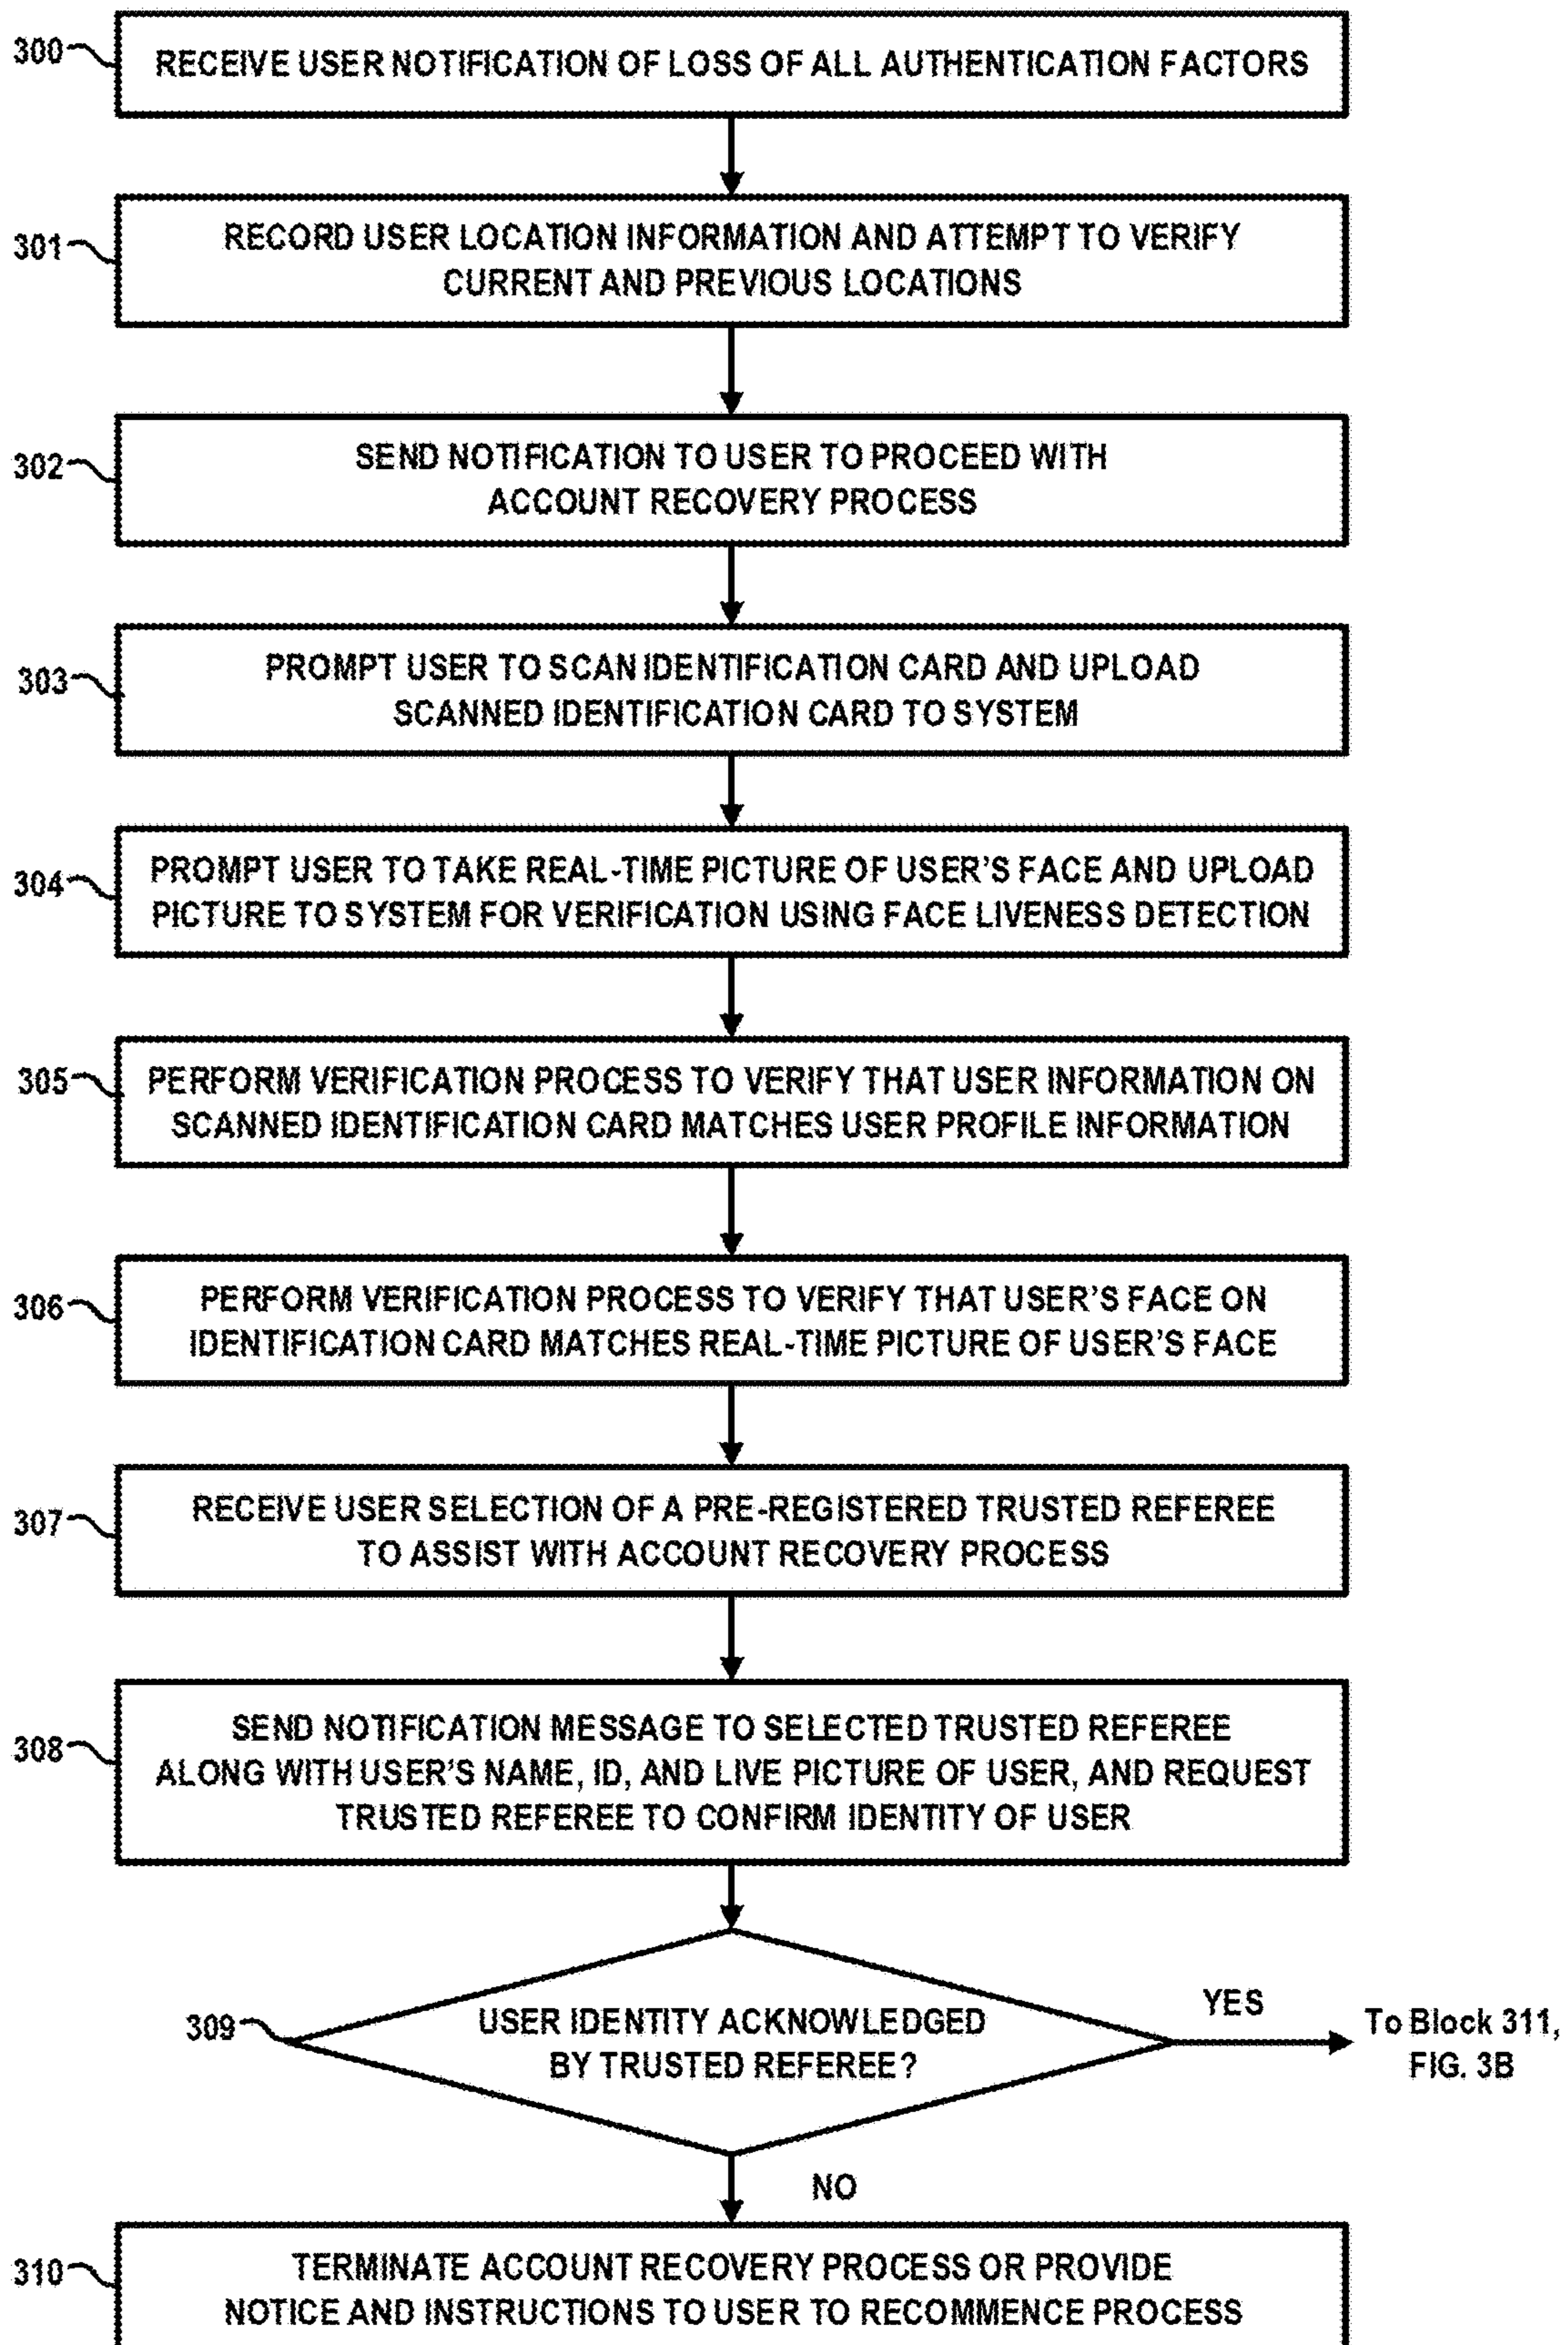 300
RECEIVE USER NOTIFICATION OF LOSS OF ALL AUTHENTICATION FACTORS
301
RECORD USER LOCATION INFORMATION AND ATTEMPT TO VERIFY
CURRENT AND PREVIOUS LOCATIONS
302
SEND NOTIFICATION TO USER TO PROCEED WITH
ACCOUNT RECOVERY PROCESS
303
PROMPT USER TO SCAN IDENTIFICATION CARD AND UPLOAD
SCANNED IDENTIFICATION CARD TO SYSTEM
304
PROMPT USER TO TAKE REAL-TIME PICTURE OF USER'S FACE AND UPLOAD
PICTURE TO SYSTEM FOR VERIFICATION USING FACE LIVENESS DETECTION
305
PERFORM VERIFICATION PROCESS TO VERIFY THAT USER INFORMATION ON
SCANNED IDENTIFICATION CARD MATCHES USER PROFILE INFORMATION
306
PERFORM VERIFICATION PROCESS TO VERIFY THAT USER'S FACE ON
IDENTIFICATION CARD MATCHES REAL-TIME PICTURE OF USER'S FACE
307
RECEIVE USER SELECTION OF A PRE-REGISTERED TRUSTED REFEREE
TO ASSIST WITH ACCOUNT RECOVERY PROCESS
308
SEND NOTIFICATION MESSAGE TO SELECTED TRUSTED REFEREE
ALONG WITH USER'S NAME, ID, AND LIVE PICTURE OF USER, AND REQUEST
TRUSTED REFEREE TO CONFIRM IDENTITY OF USER
309
USER IDENTITY ACKNOWLEDGED
BY TRUSTED REFEREE?
YES
To Block 311,
FIG. 3B
NO
310
TERMINATE ACCOUNT RECOVERY PROCESS OR PROVIDE
NOTICE AND INSTRUCTIONS TO USER TO RECOMMENCE PROCESS